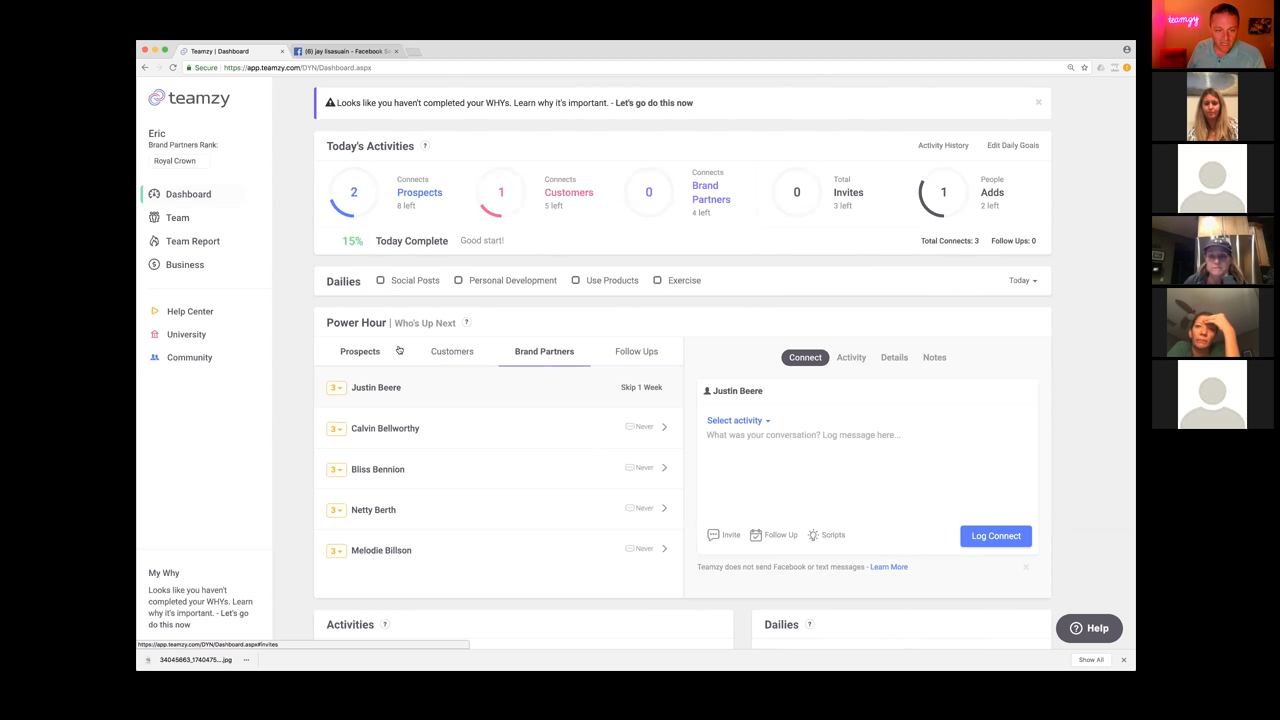 Teamzy | Dashboard
(6) jay lisasuain - Facebook S
Secure
https://app.teamzy.com/DYN/Dashboard.aspx
teamzy
teamzy
Eric
Brand Partners Rank:
Royal Crown
Dashboard
Team
Team Report
Business
Help Center
University
Community
My Why
Looks like you haven't
completed your WHYs. Learn
why it's important. - Let's go
do this now
Looks like you haven't completed your WHYs. Learn why it's important. - Let's go do this now
Today's Activities ?
Activity History
Edit Daily Goals
2
Connects
Prospects
8 left
1
Connects
Customers
5 left
0
Connects
Brand
Partners
4 left
0
Total
Invites
3 left
1
People
Adds
2 left
15% Today Complete Good start!
Total Connects: 3 Follow Ups: 0
Dailies Social Posts Personal Development Use Products Exercise
Today
Power Hour | Who's Up Next ?
Prospects Customers Brand Partners Follow Ups
3 Justin Beere Skip 1 Week
3 Calvin Bellworthy Never
3 Bliss Bennion Never
3 Netty Berth Never
3 Melodie Billson Never
Connect Activity Details Notes
Justin Beere
Select activity
What was your conversation? Log message here...
Invite Follow Up Scripts
Log Connect
Teamzy does not send Facebook or text messages - Learn More
Activities ?
Dailies ?
Help
https://app.teamzy.com/DYN/Dashboard.aspx#invites
34045663_1740475....jpg
Show All